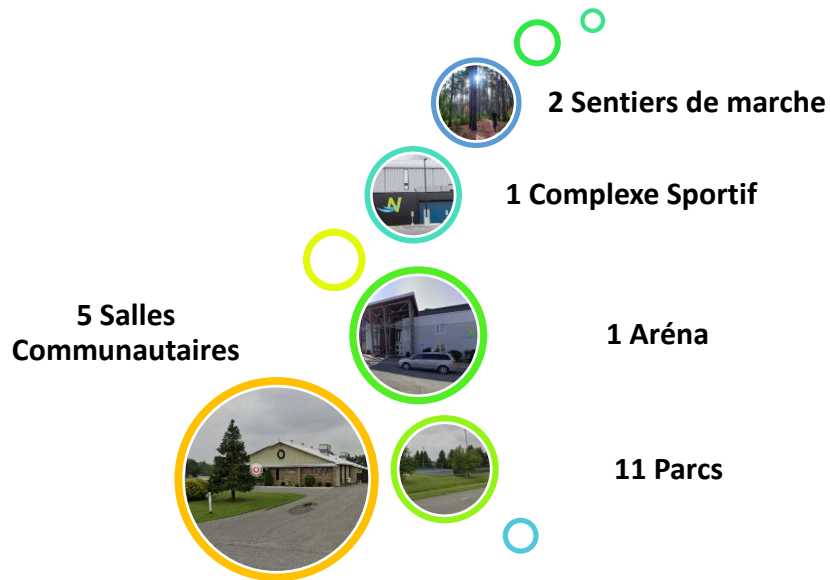 2 Sentiers de marche
1 Complexe Sportif
5 Salles
Communautaires
1 Aréna
11 Parcs